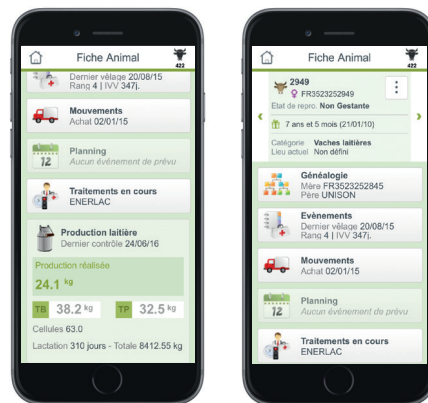 Fiche Animal
422
Dernier vêlage 20/08/15
Rang 4 | IVV 347j.
Mouvements
Achat 02/01/15
Planning
12
Aucun évènement de prévu
Traitements en cours
ENERLAC
Production laitière
Dernier contrôle 24/06/16
Production réalisée
24.1 kg
TB 38.2 kg TP 32.5 kg
Cellules 63.0
Lactation 310 jours - Totale 8412.55 kg
Fiche Animal
422
2949
FR3523252949
Etat de repro. Non Gestante
7 ans et 5 mois (21/01/10)
Catégorie Vaches laitières
Lieu actuel Non défini
Généalogie
Mère FR3523252845
Père UNISON
Evènements
Dernier vêlage 20/08/15
Rang 4 | IVV 347j.
Mouvements
Achat 02/01/15
Planning
12
Aucun évènement de prévu
Traitements en cours
ENERLAC